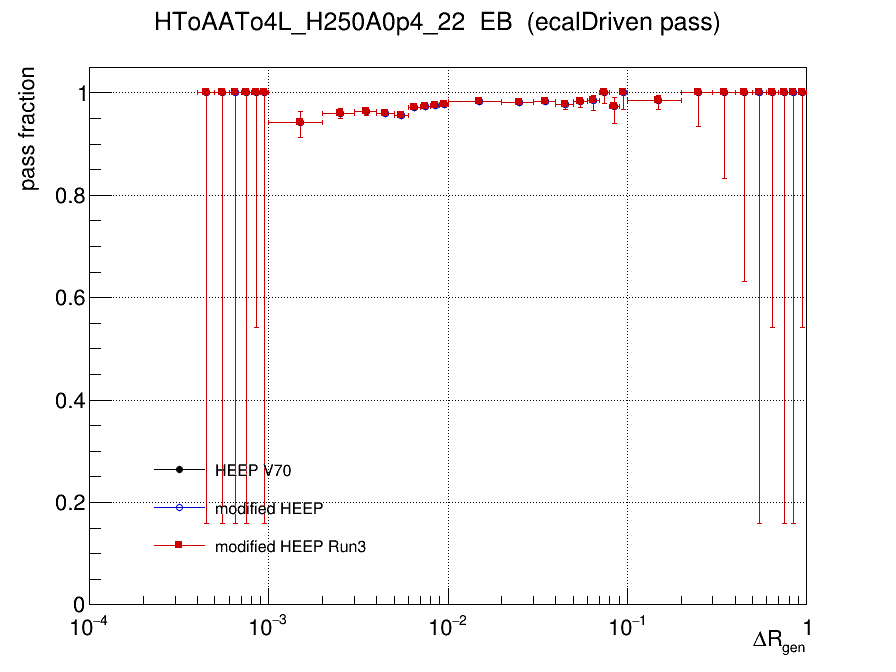 HToAATo4L_H250A0p4_22 EB (ecalDriven pass)
pass fraction
1
0.8
0.6
0.4
0.2
0
HEEP V70
modified HEEP
modified HEEP Run3
10⁻⁴ 10⁻³ 10⁻² 10⁻¹ 1
ΔR_gen